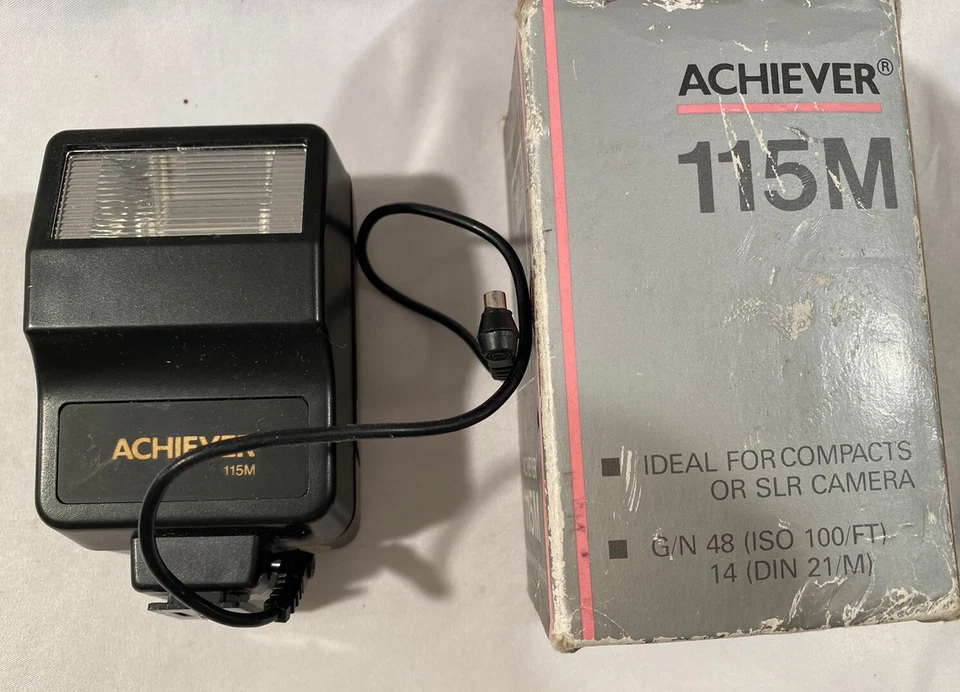 ACHIEVER
115M
ACHIEVER®
115M
IDEAL FOR COMPACTS
OR SLR CAMERA
G/N 48 (ISO 100/FT)
14 (DIN 21/M)